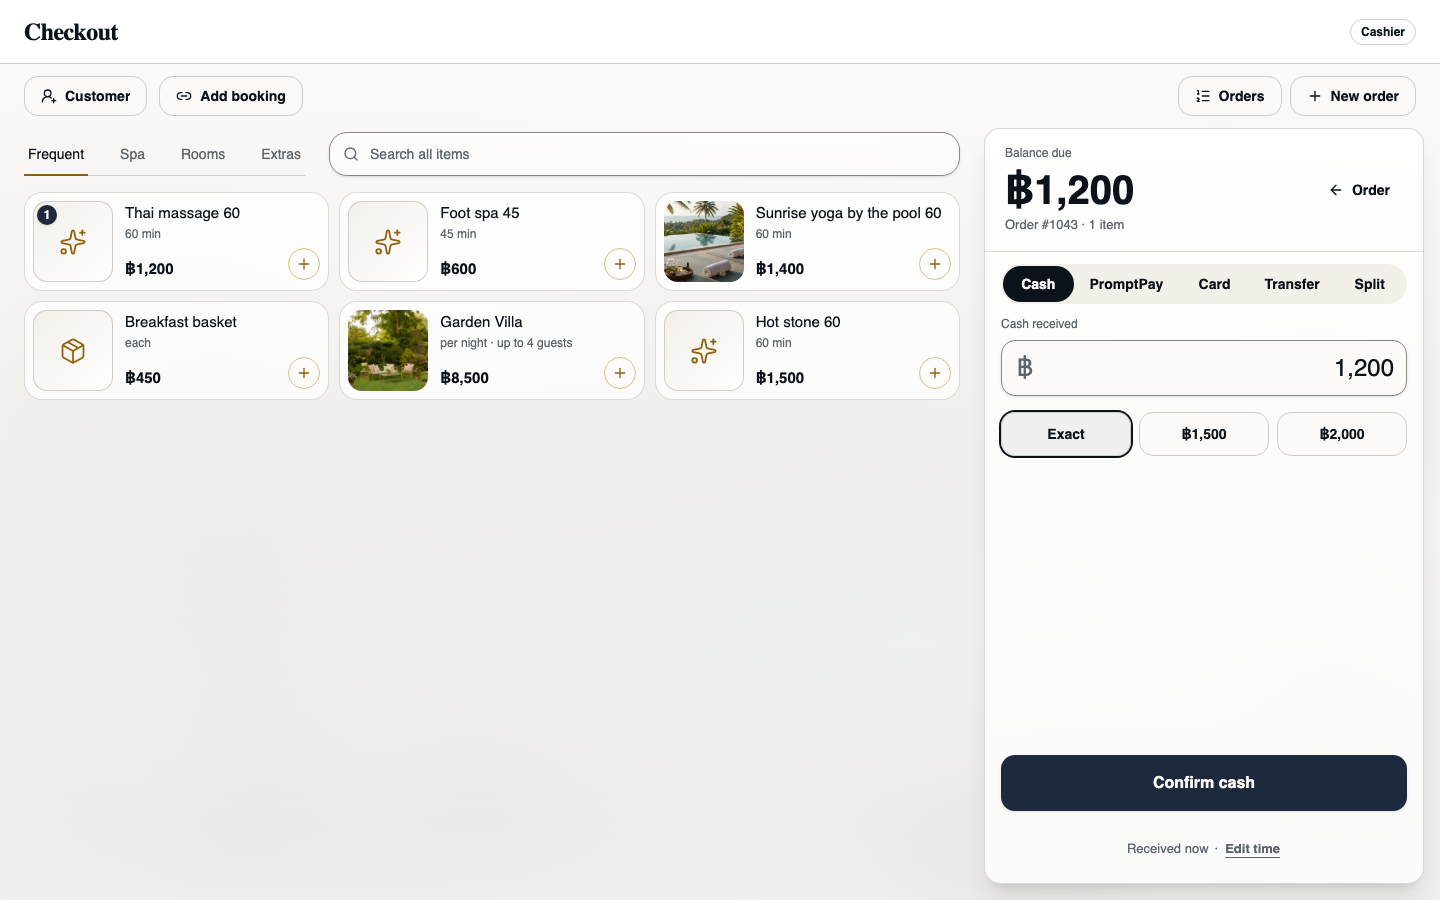 Checkout
Cashier
Customer
Add booking
Orders
New order
Frequent
Spa
Rooms
Extras
Search all items
1
Thai massage 60
60 min
฿1,200
Foot spa 45
45 min
฿600
Sunrise yoga by the pool 60
60 min
฿1,400
Breakfast basket
each
฿450
Garden Villa
per night · up to 4 guests
฿8,500
Hot stone 60
60 min
฿1,500
Balance due
฿1,200
Order
Order #1043 · 1 item
Cash
PromptPay
Card
Transfer
Split
Cash received
฿ 1,200
Exact
฿1,500
฿2,000
Confirm cash
Received now · Edit time